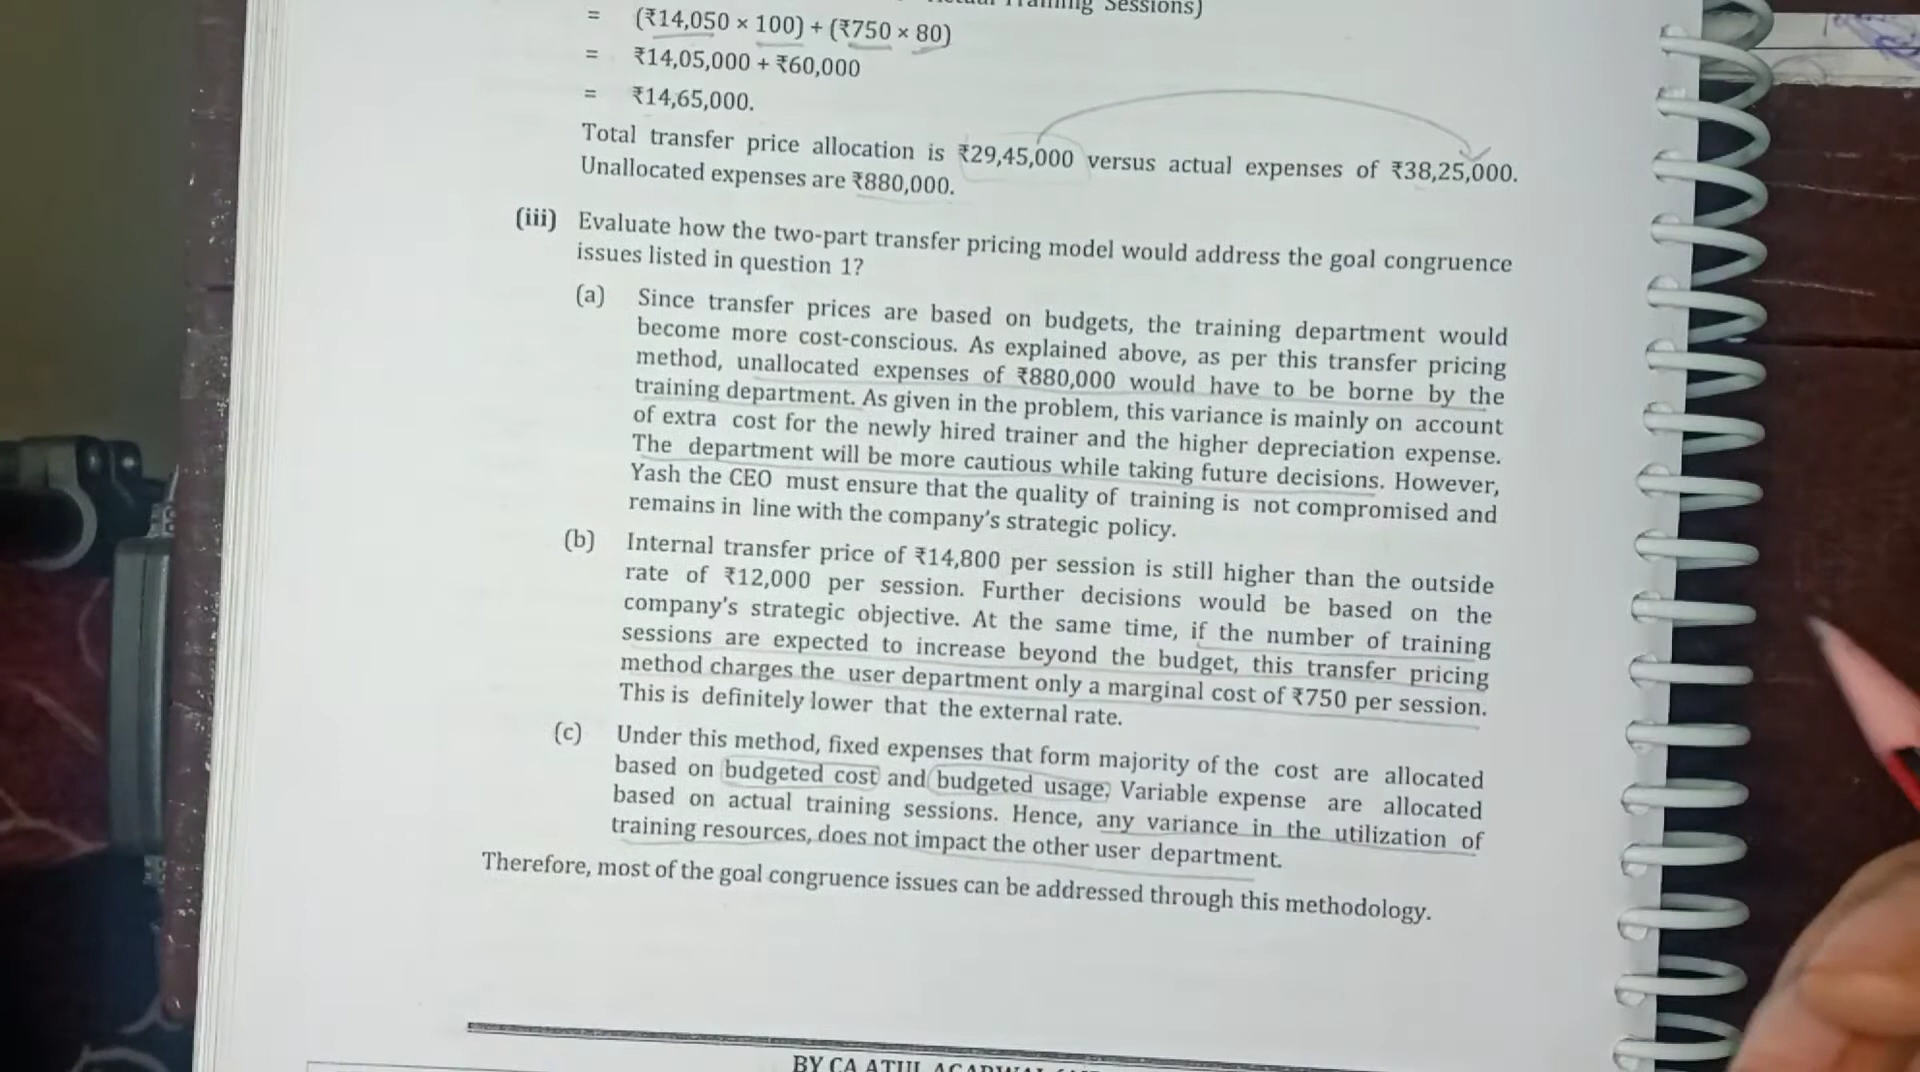 Training Sessions)
= (₹14,050 × 100) + (₹750 × 80)
= ₹14,05,000 + ₹60,000
= ₹14,65,000.
Total transfer price allocation is ₹29,45,000 versus actual expenses of ₹38,25,000.
Unallocated expenses are ₹880,000.
(iii) Evaluate how the two-part transfer pricing model would address the goal congruence
issues listed in question 1?
(a) Since transfer prices are based on budgets, the training department would
become more cost-conscious. As explained above, as per this transfer pricing
method, unallocated expenses of ₹880,000 would have to be borne by the
training department. As given in the problem, this variance is mainly on account
of extra cost for the newly hired trainer and the higher depreciation expense.
The department will be more cautious while taking future decisions. However,
Yash the CEO must ensure that the quality of training is not compromised and
remains in line with the company's strategic policy.
(b) Internal transfer price of ₹14,800 per session is still higher than the outside
rate of ₹12,000 per session. Further decisions would be based on the
company's strategic objective. At the same time, if the number of training
sessions are expected to increase beyond the budget, this transfer pricing
method charges the user department only a marginal cost of ₹750 per session.
This is definitely lower that the external rate.
(c) Under this method, fixed expenses that form majority of the cost are allocated
based on budgeted cost and budgeted usage. Variable expense are allocated
based on actual training sessions. Hence, any variance in the utilization of
training resources, does not impact the other user department.
Therefore, most of the goal congruence issues can be addressed through this methodology.
BY CA ATUL AGARWAL